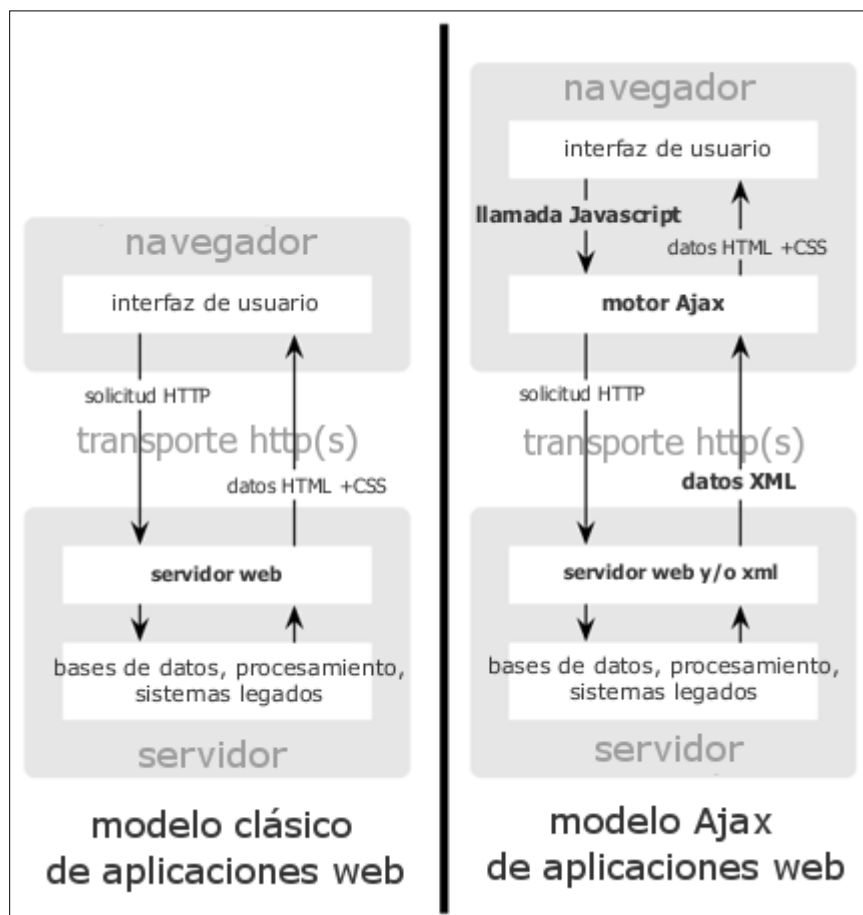 navegador
interfaz de usuario
solicitud HTTP
transporte http(s)
datos HTML +CSS
servidor web
bases de datos, procesamiento,
sistemas legados
servidor
modelo clásico
de aplicaciones web
navegador
interfaz de usuario
llamada Javascript
datos HTML +CSS
motor Ajax
solicitud HTTP
transporte http(s)
datos XML
servidor web y/o xml
bases de datos, procesamiento,
sistemas legados
servidor
modelo Ajax
de aplicaciones web